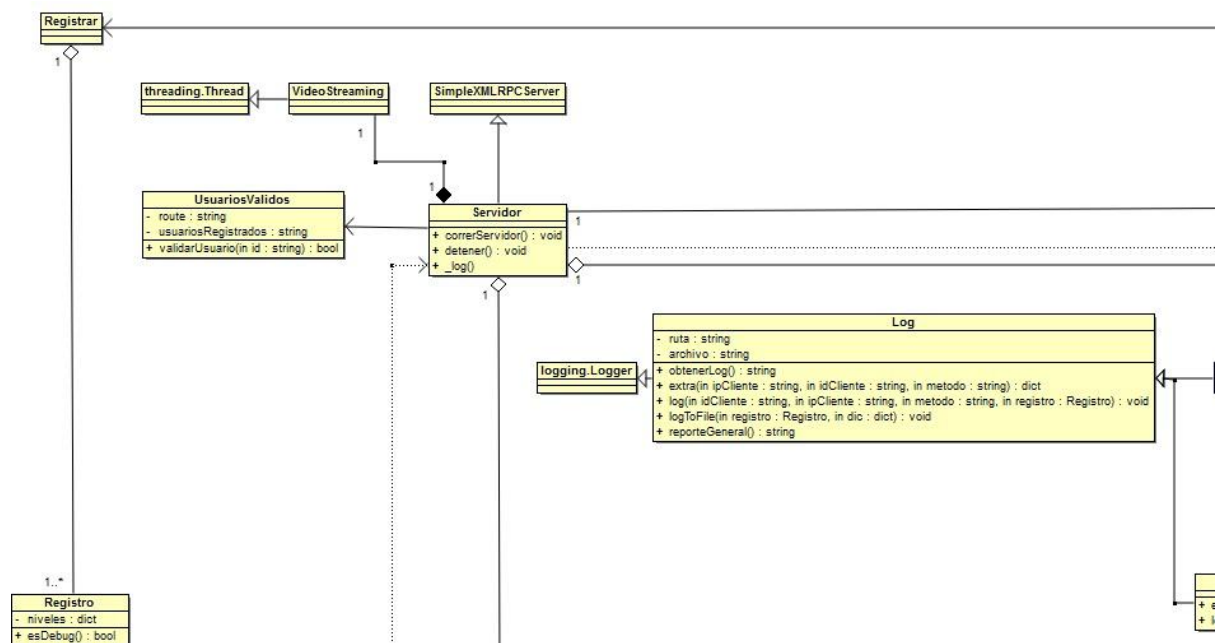 Registrar
1
threading.Thread
VideoStreaming
SimpleXMLRPCServer
1
1
UsuariosValidos
- route : string
- usuariosRegistrados : string
+ validarUsuario(in id : string) : bool
Servidor
+ correrServidor() : void
+ detener() : void
+ _log()
1
1
1
Log
- ruta : string
- archivo : string
+ obtenerLog() : string
+ extra(in ipCliente : string, in idCliente : string, in metodo : string) : dict
+ log(in idCliente : string, in ipCliente : string, in metodo : string, in registro : Registro) : void
+ logToFile(in registro : Registro, in dic : dict) : void
+ reporteGeneral() : string
logging.Logger
1..*
Registro
- niveles : dict
+ esDebug() : bool
+ e
+ l